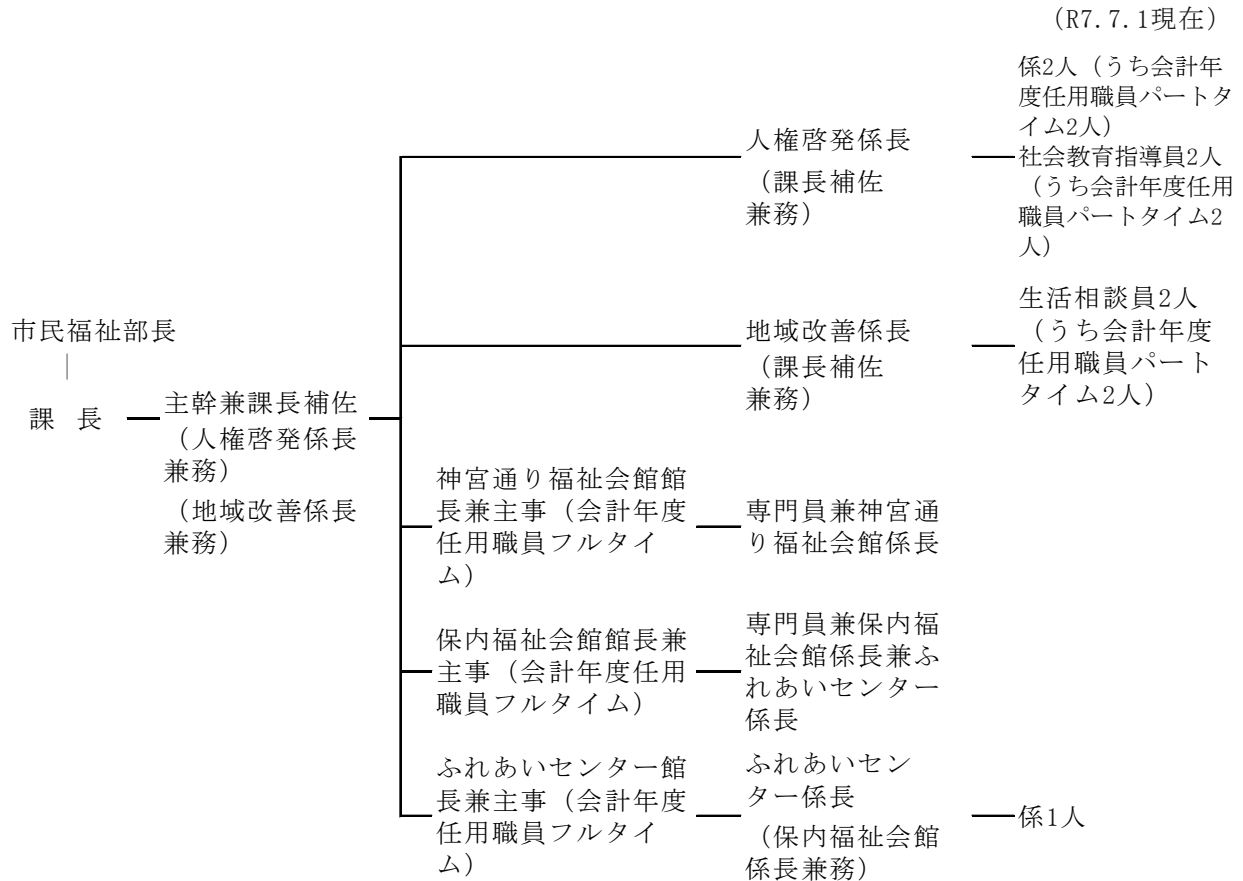 （R7.7.1現在）
係2人（うち会計年
度任用職員パートタ
イム2人）
人権啓発係長
（課長補佐
兼務）
社会教育指導員2人
（うち会計年度任用
職員パートタイム2
人）
市民福祉部長
｜
課　長
主幹兼課長補佐
（人権啓発係長
兼務）
（地域改善係長
兼務）
地域改善係長
（課長補佐
兼務）
生活相談員2人
（うち会計年度
任用職員パート
タイム2人）
神宮通り福祉会館館
長兼主事（会計年度
任用職員フルタイ
ム）
専門員兼神宮通
り福祉会館係長
保内福祉会館館長兼
主事（会計年度任用
職員フルタイム）
専門員兼保内福
祉会館係長兼ふ
れあいセンター
係長
ふれあいセンター館
長兼主事（会計年度
任用職員フルタイ
ム）
ふれあいセン
ター係長
（保内福祉会館
係長兼務）
係1人